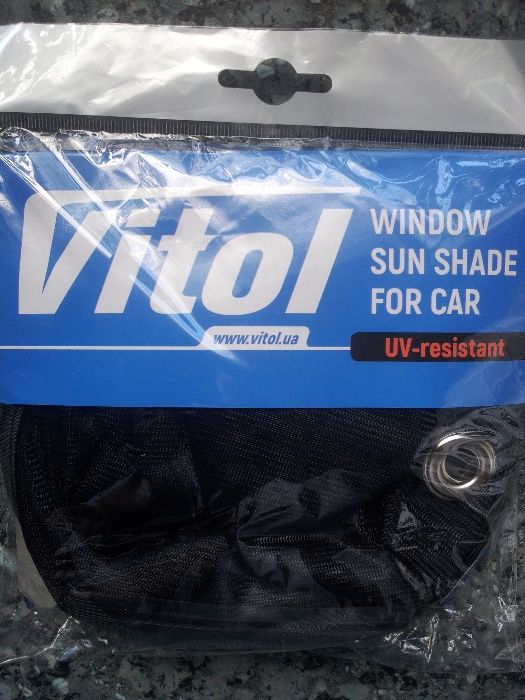 Vitol
WINDOW
SUN SHADE
FOR CAR
www.vitol.ua
UV-resistant